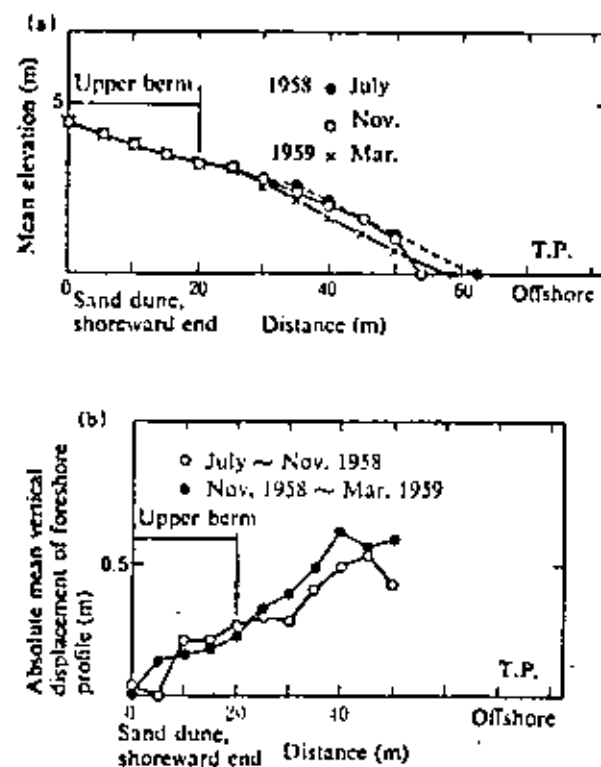 (a)
Mean elevation (m)
5
Upper berm
1958 ● July
○ Nov.
1959 × Mar.
T.P.
0 20 40 60 Offshore
Sand dune,
shoreward end
Distance (m)
(b)
Absolute mean vertical
displacement of foreshore
profile (m)
○ July ~ Nov. 1958
● Nov. 1958 ~ Mar. 1959
Upper berm
0.5
T.P.
0 20 40 Offshore
Sand dune,
shoreward end
Distance (m)